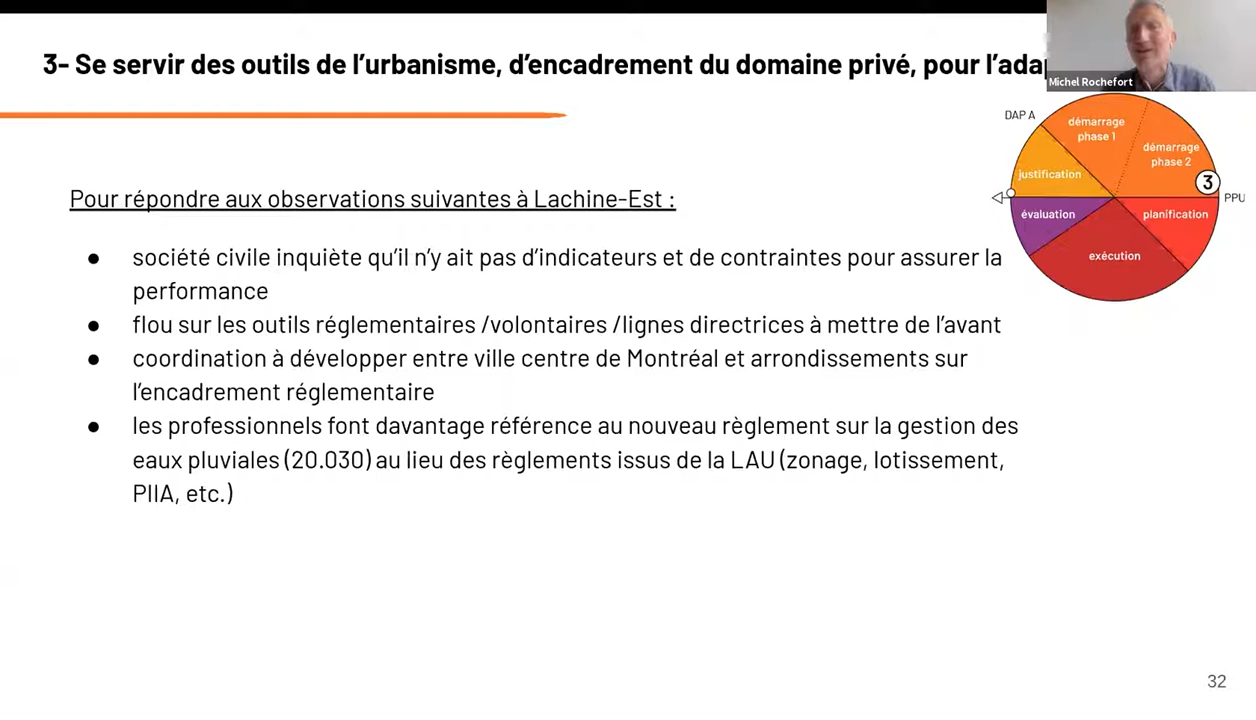 3- Se servir des outils de l’urbanisme, d’encadrement du domaine privé, pour l’ada
Michel Rochefort
DAP A
démarrage
phase 1
démarrage
phase 2
justification
3
PPU
évaluation
planification
exécution
Pour répondre aux observations suivantes à Lachine-Est :
● société civile inquiète qu’il n’y ait pas d’indicateurs et de contraintes pour assurer la
performance
● flou sur les outils réglementaires /volontaires /lignes directrices à mettre de l’avant
● coordination à développer entre ville centre de Montréal et arrondissements sur
l’encadrement réglementaire
● les professionnels font davantage référence au nouveau règlement sur la gestion des
eaux pluviales (20.030) au lieu des règlements issus de la LAU (zonage, lotissement,
PIIA, etc.)
32